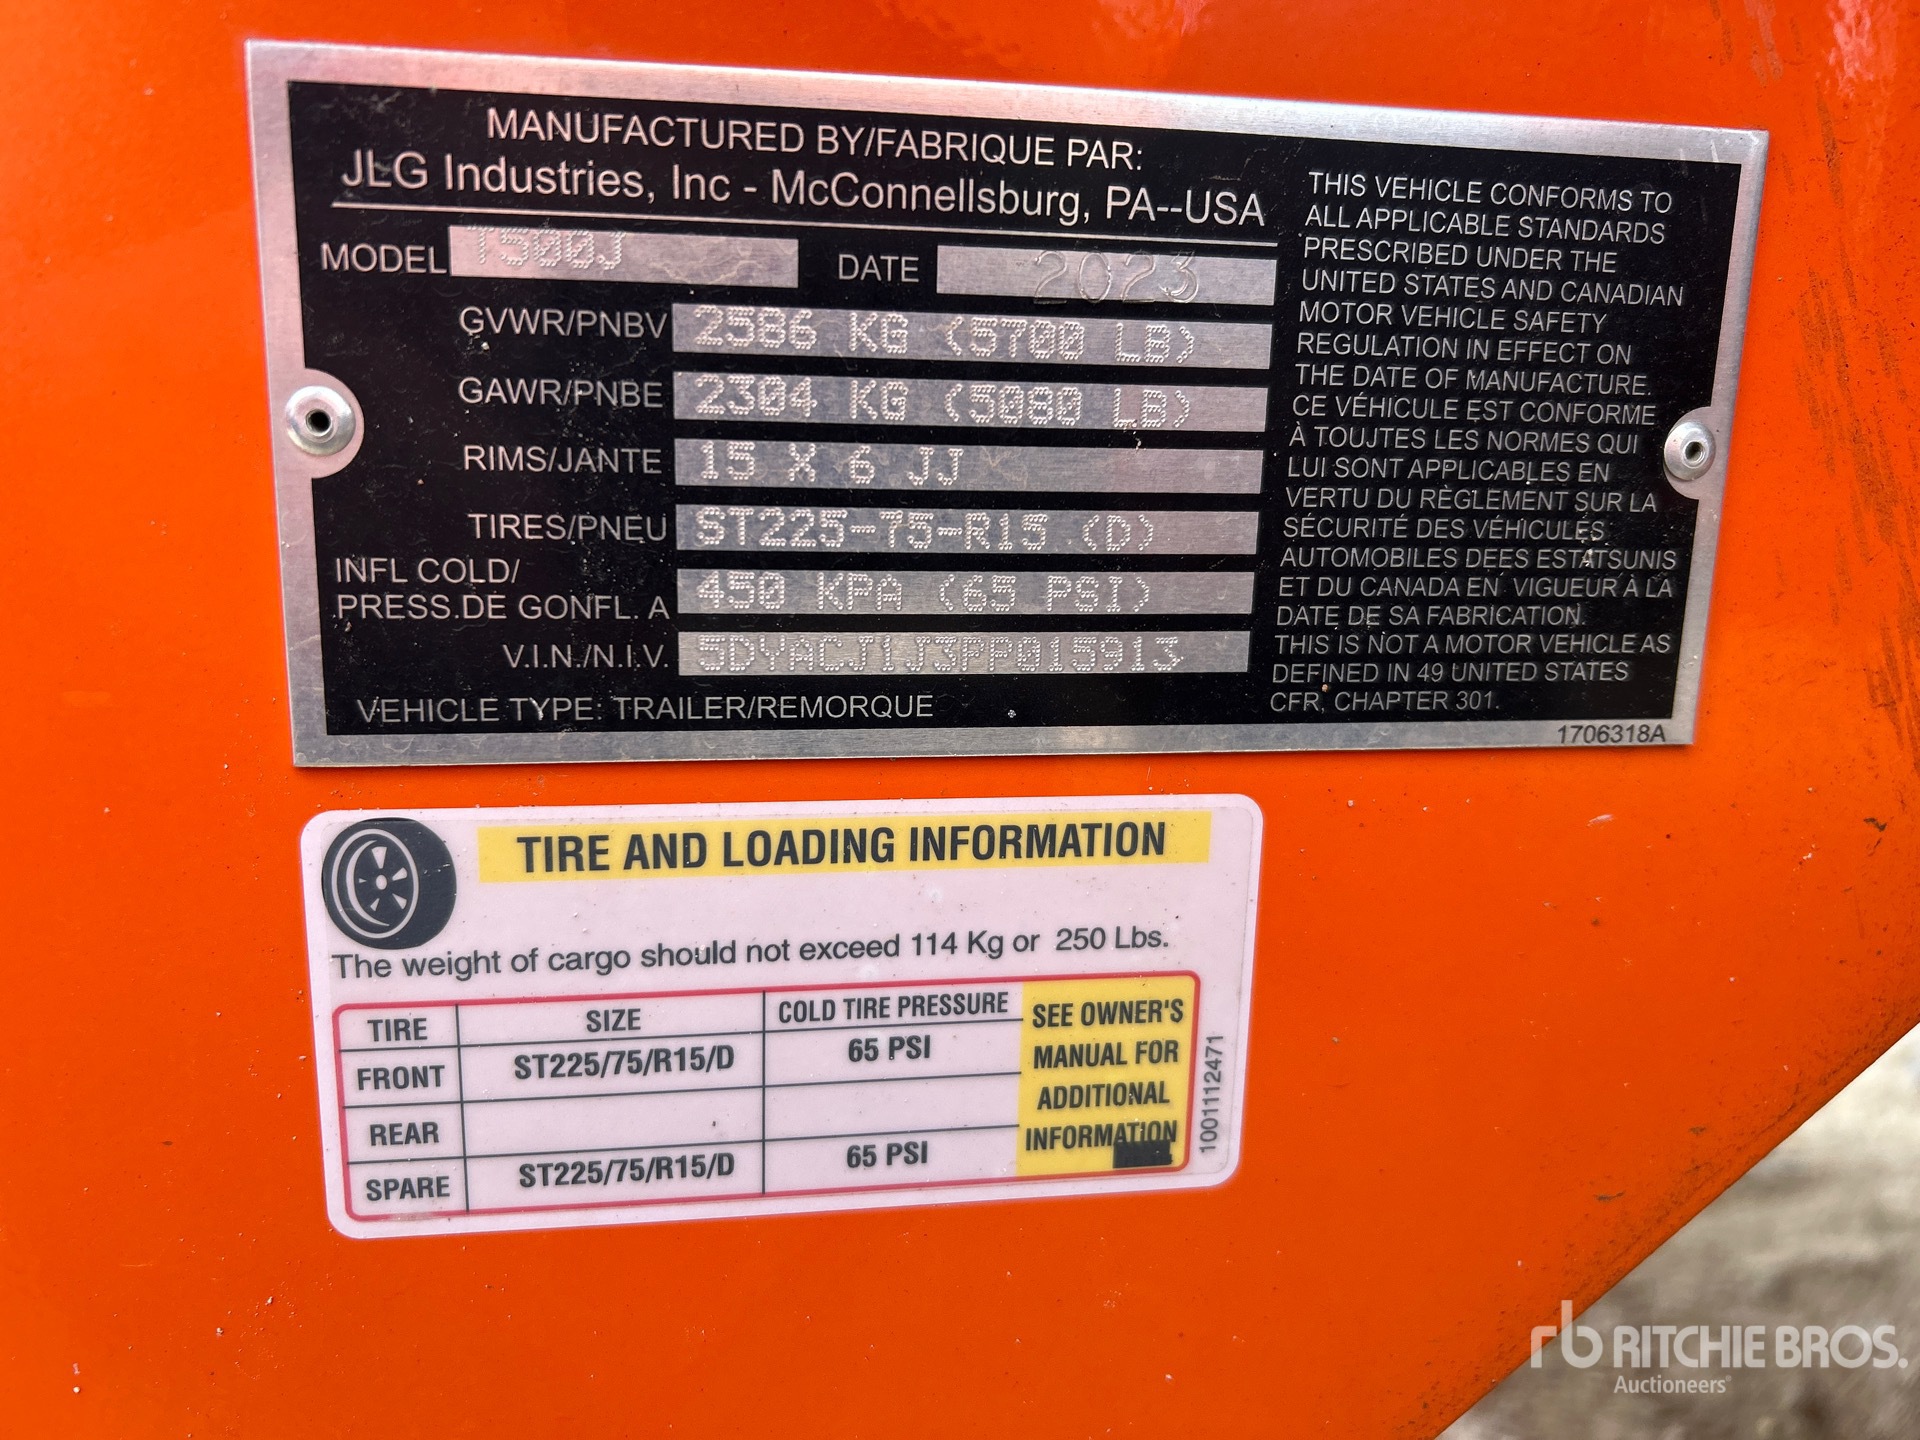 MANUFACTURED BY/FABRIQUE PAR:
JLG Industries, Inc - McConnellsburg, PA--USA
MODEL T500J DATE 2023
GVWR/PNBV 2586 KG (5700 LB)
GAWR/PNBE 2304 KG (5080 LB)
RIMS/JANTE 15 X 6 JJ
TIRES/PNEU ST225-75-R15 (D)
INFL COLD/
PRESS.DE GONFL. A 450 KPA (65 PSI)
V.I.N./N.I.V. 5DYACJ1J3PP015913
VEHICLE TYPE: TRAILER/REMORQUE
THIS VEHICLE CONFORMS TO
ALL APPLICABLE STANDARDS
PRESCRIBED UNDER THE
UNITED STATES AND CANADIAN
MOTOR VEHICLE SAFETY
REGULATION IN EFFECT ON
THE DATE OF MANUFACTURE.
CE VÉHICULE EST CONFORME
À TOUJTES LES NORMES QUI
LUI SONT APPLICABLES EN
VERTU DU RÈGLEMENT SUR LA
SÉCURITÉ DES VÉHICULES
AUTOMOBILES DEES ESTATSUNIS
ET DU CANADA EN VIGUEUR À LA
DATE DE SA FABRICATION.
THIS IS NOT A MOTOR VEHICLE AS
DEFINED IN 49 UNITED STATES
CFR, CHAPTER 301.
1706318A
TIRE AND LOADING INFORMATION
The weight of cargo should not exceed 114 Kg or 250 Lbs.
TIRE SIZE COLD TIRE PRESSURE
FRONT ST225/75/R15/D 65 PSI
REAR
SPARE ST225/75/R15/D 65 PSI
SEE OWNER'S
MANUAL FOR
ADDITIONAL
INFORMATION
1001112471
rb RITCHIE BROS.
Auctioneers